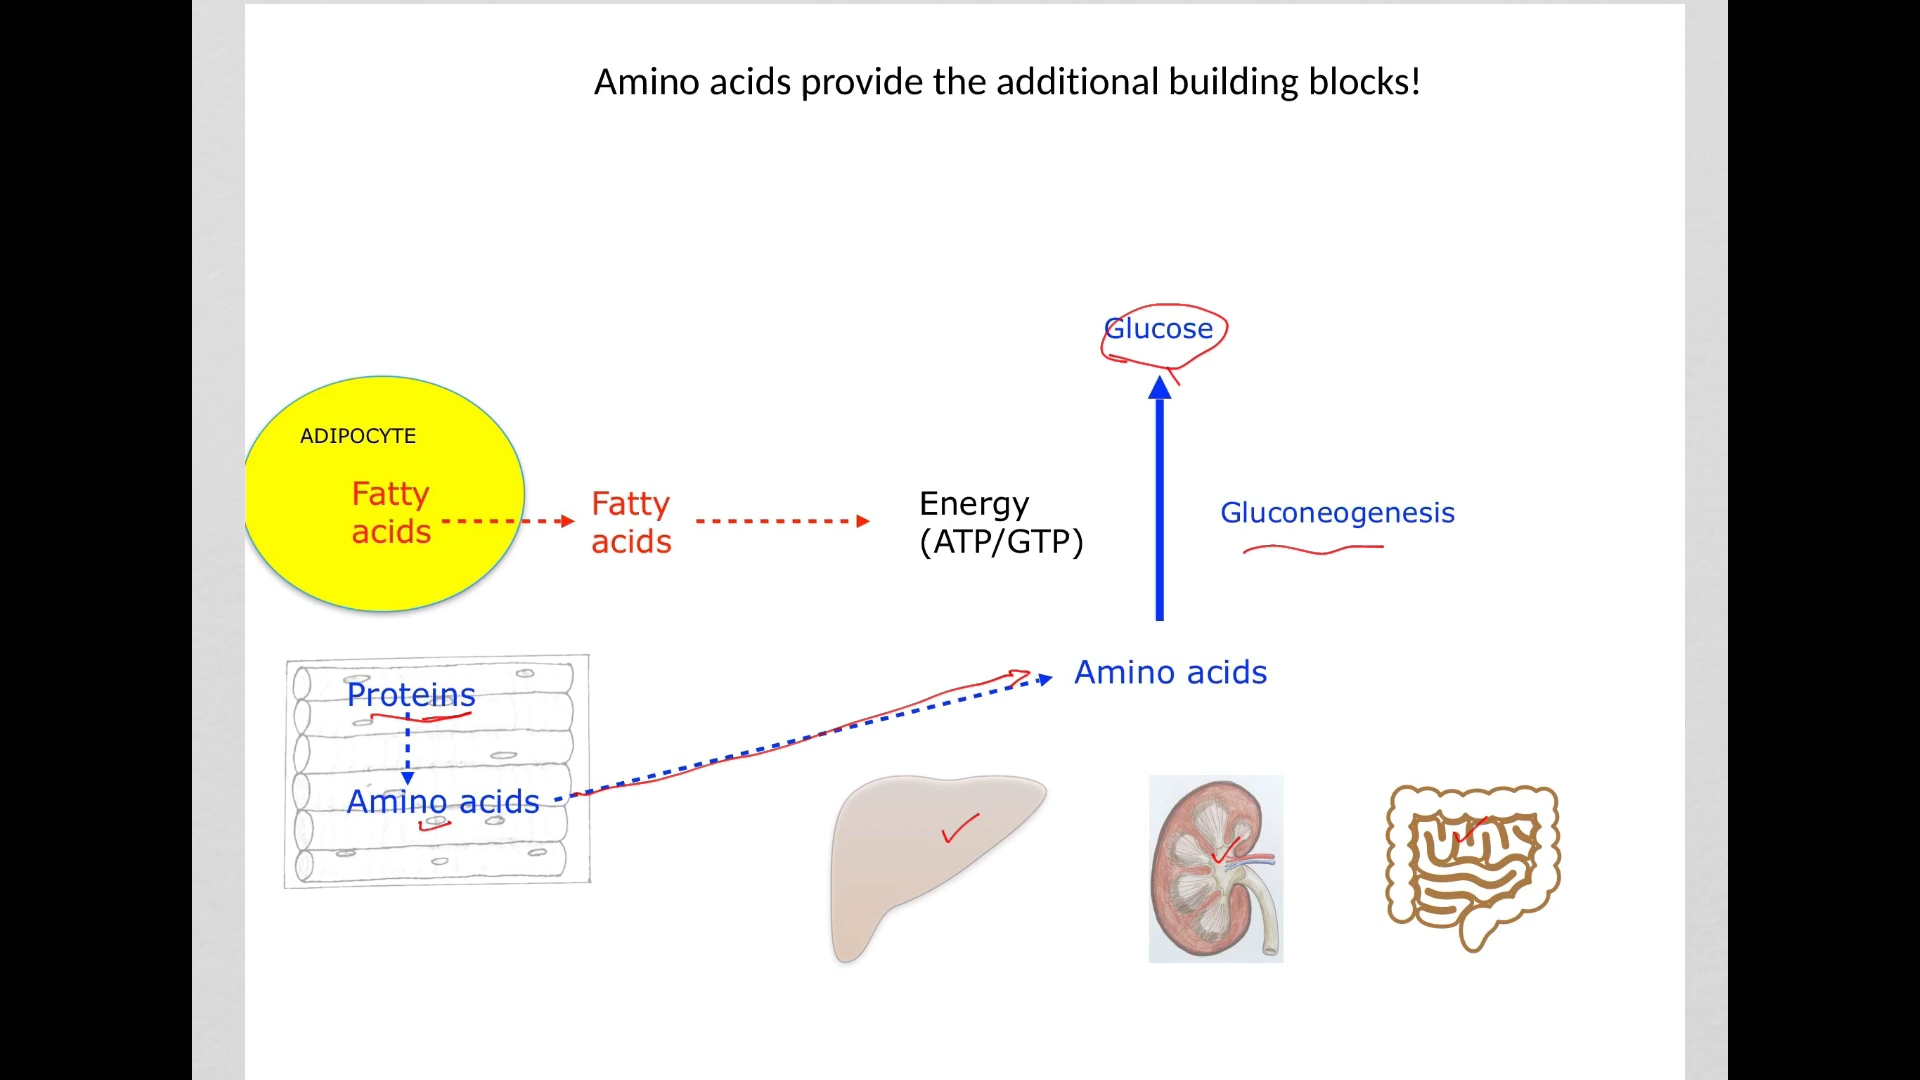 Amino acids provide the additional building blocks!
Glucose
ADIPOCYTE
Fatty
acids
Fatty
acids
Energy
(ATP/GTP)
Gluconeogenesis
Proteins
Amino acids
Amino acids